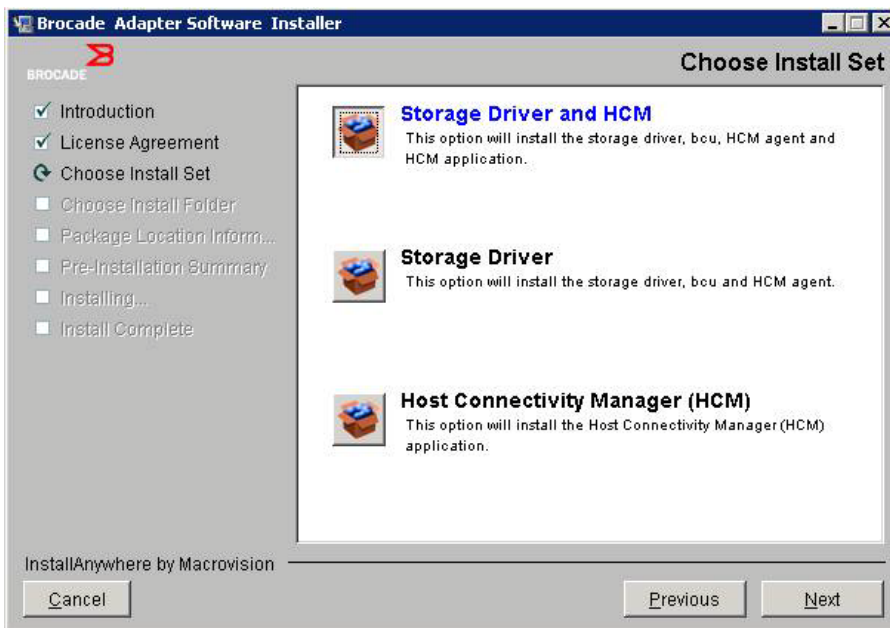 Brocade Adapter Software Installer
BROCADE
Choose Install Set
Introduction
License Agreement
Choose Install Set
Choose Install Folder
Package Location Inform...
Pre-Installation Summary
Installing...
Install Complete
Storage Driver and HCM
This option will install the storage driver, bcu, HCM agent and
HCM application.
Storage Driver
This option will install the storage driver, bcu and HCM agent.
Host Connectivity Manager (HCM)
This option will install the Host Connectivity Manager (HCM)
application.
InstallAnywhere by Macrovision
Cancel
Previous
Next